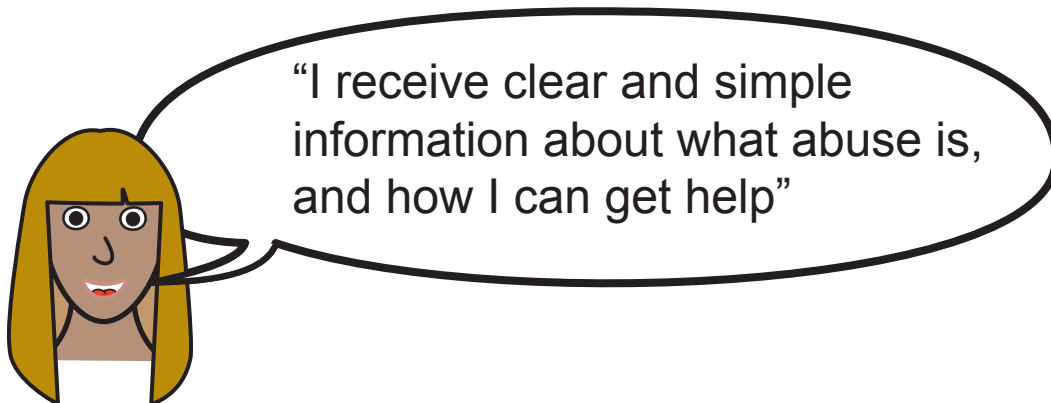 “I receive clear and simple
information about what abuse is,
and how I can get help”